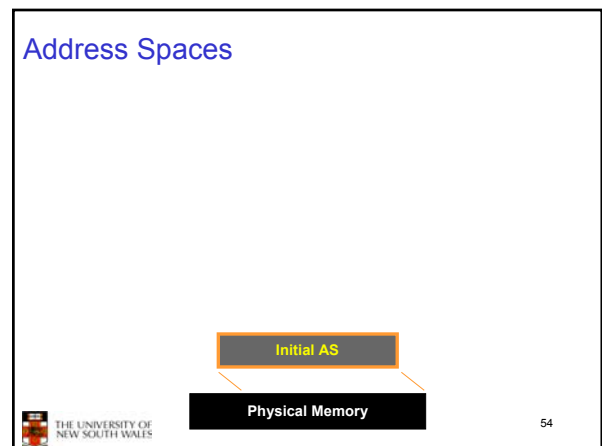 Address Spaces
Initial AS
Physical Memory
THE UNIVERSITY OF
NEW SOUTH WALES
54